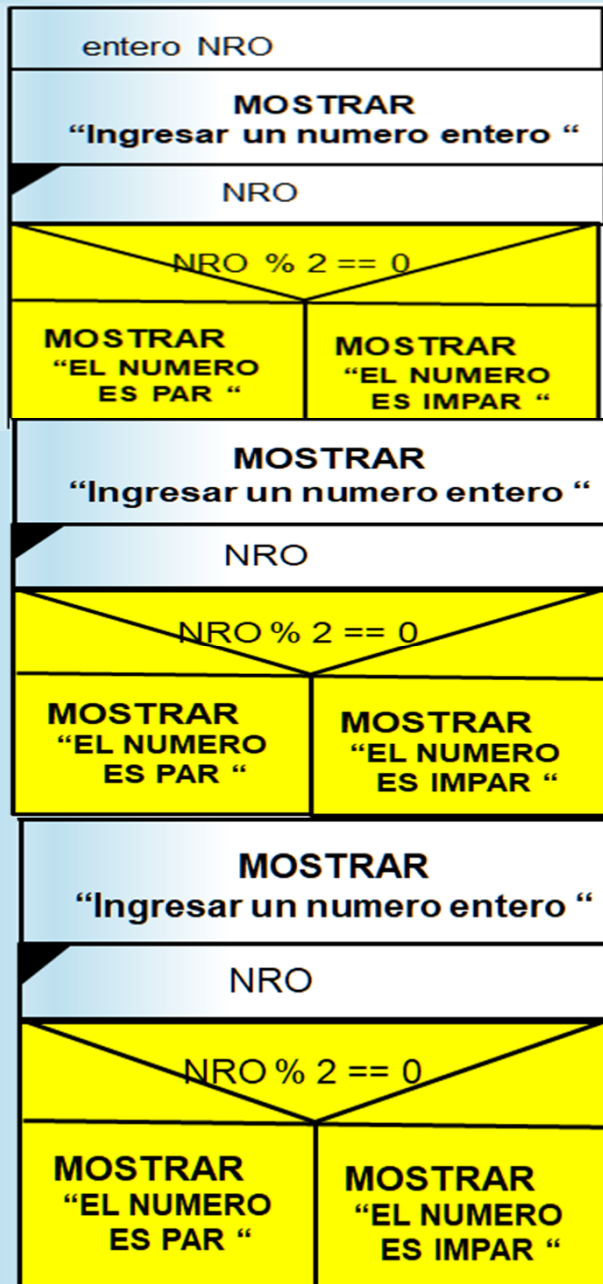 entero NRO
MOSTRAR
“Ingresar un numero entero “
NRO
NRO % 2 == 0
MOSTRAR
“EL NUMERO
ES PAR “
MOSTRAR
“EL NUMERO
ES IMPAR “
MOSTRAR
“Ingresar un numero entero “
NRO
NRO % 2 == 0
MOSTRAR
“EL NUMERO
ES PAR “
MOSTRAR
“EL NUMERO
ES IMPAR “
MOSTRAR
“Ingresar un numero entero “
NRO
NRO % 2 == 0
MOSTRAR
“EL NUMERO
ES PAR “
MOSTRAR
“EL NUMERO
ES IMPAR “